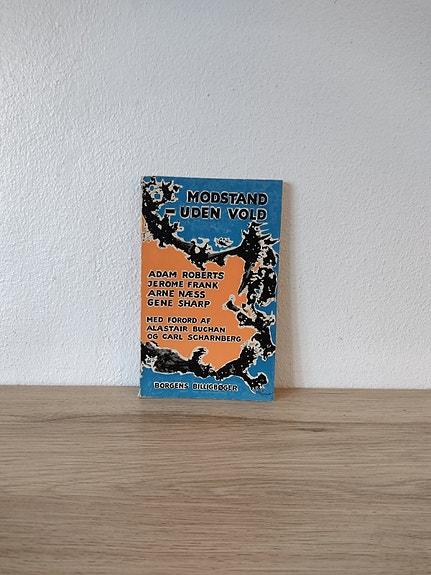 MODSTAND
- UDEN VOLD
ADAM ROBERTS
JEROME FRANK
ARNE NÆSS
GENE SHARP
MED FORORD AF
ALASTAIR BUCHAN
OG CARL SCHARNBERG
BORGENS BILLIGBØGER